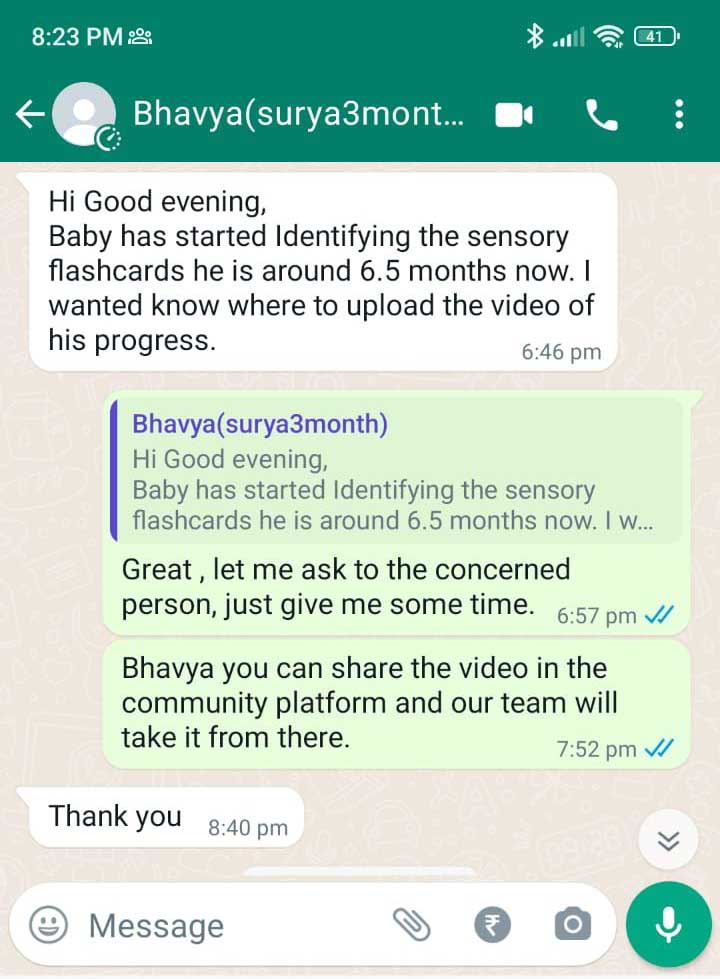 8:23 PM
41
Bhavya(surya3mont...
Hi Good evening,
Baby has started Identifying the sensory
flashcards he is around 6.5 months now. I
wanted know where to upload the video of
his progress.
6:46 pm
Bhavya(surya3month)
Hi Good evening,
Baby has started Identifying the sensory
flashcards he is around 6.5 months now. I w...
Great , let me ask to the concerned
person, just give me some time.
6:57 pm
Bhavya you can share the video in the
community platform and our team will
take it from there.
7:52 pm
Thank you
8:40 pm
Message
₹